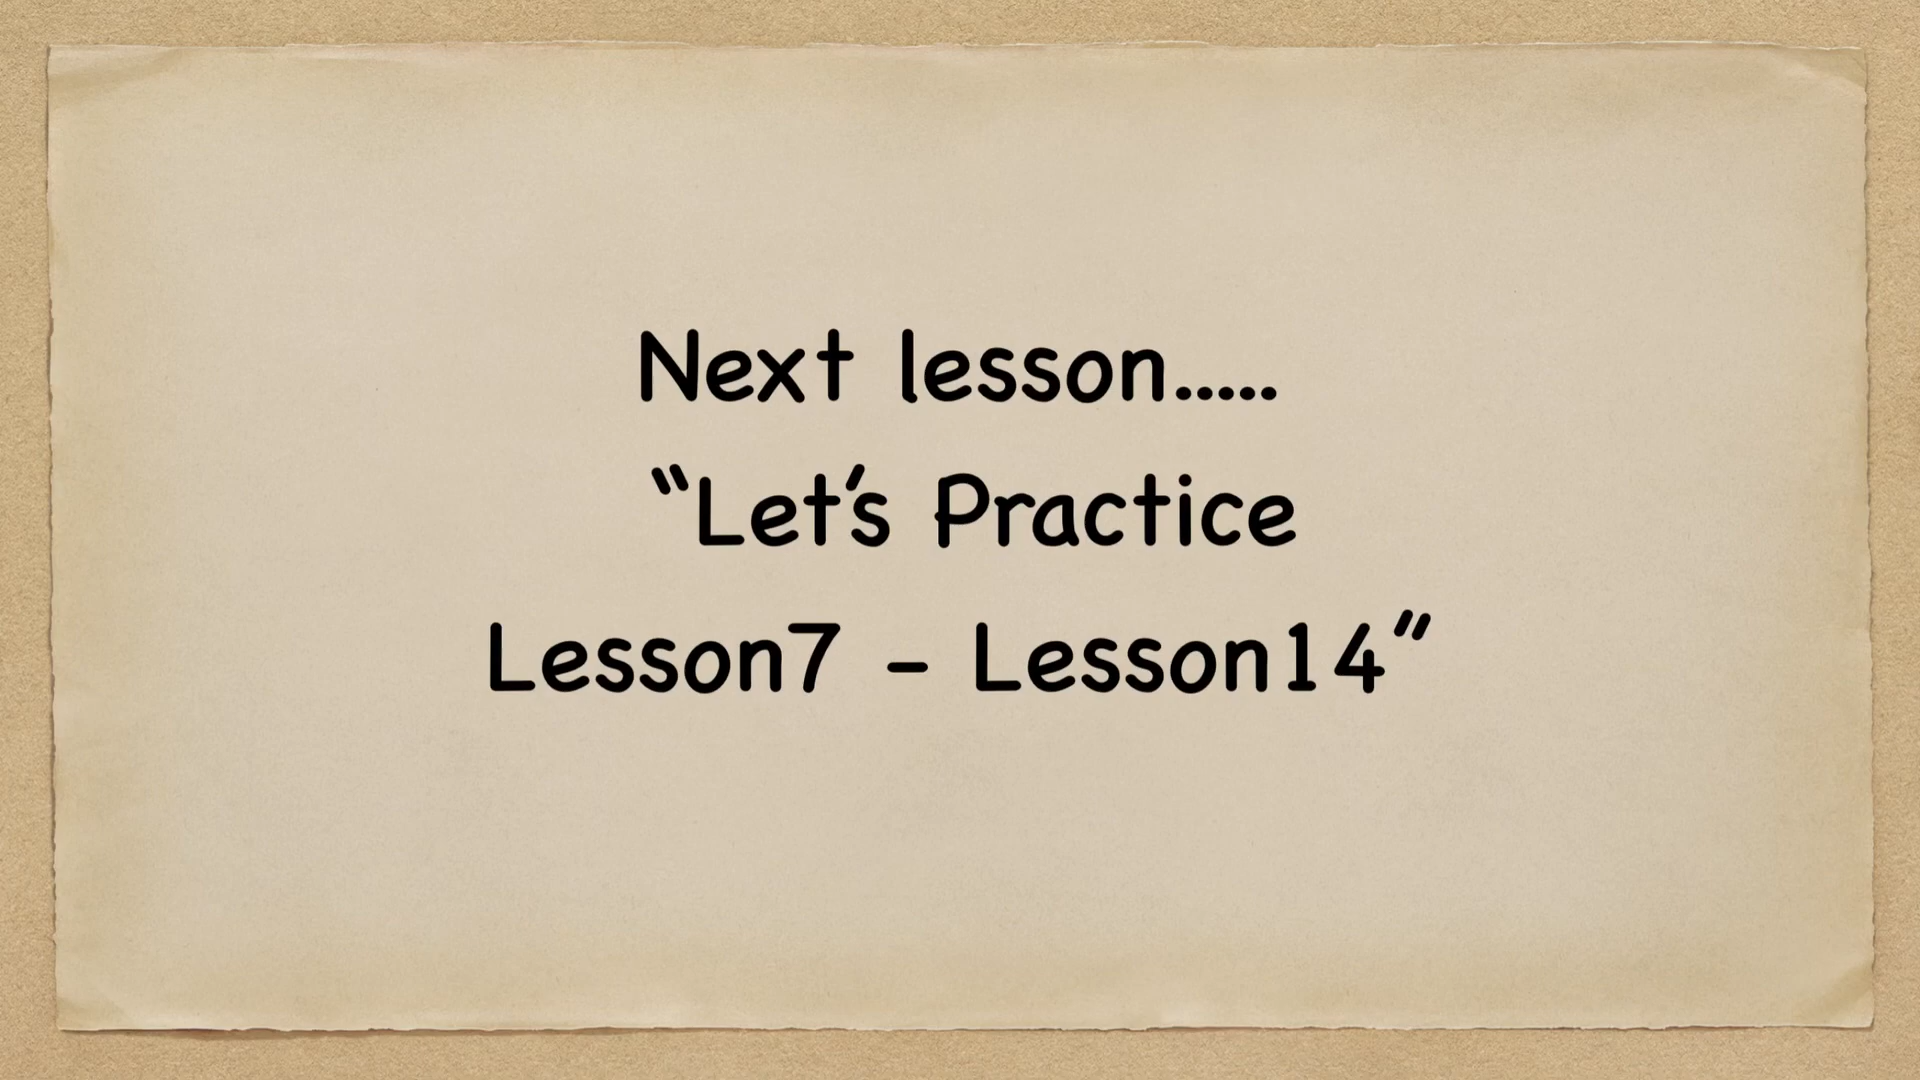 Next lesson.....
“Let’s Practice
Lesson7 - Lesson14”